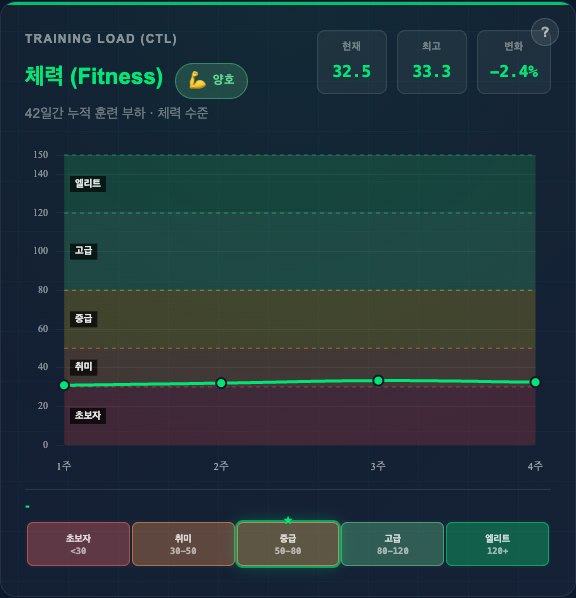 TRAINING LOAD (CTL)
?
체력 (Fitness)
💪 양호
현재
32.5
최고
33.3
변화
-2.4%
42일간 누적 훈련 부하 · 체력 수준
150
140
120
100
80
60
40
20
0
엘리트
고급
중급
취미
초보자
1주 2주 3주 4주
-
★
초보자
<30
취미
30-50
중급
50-80
고급
80-120
엘리트
120+